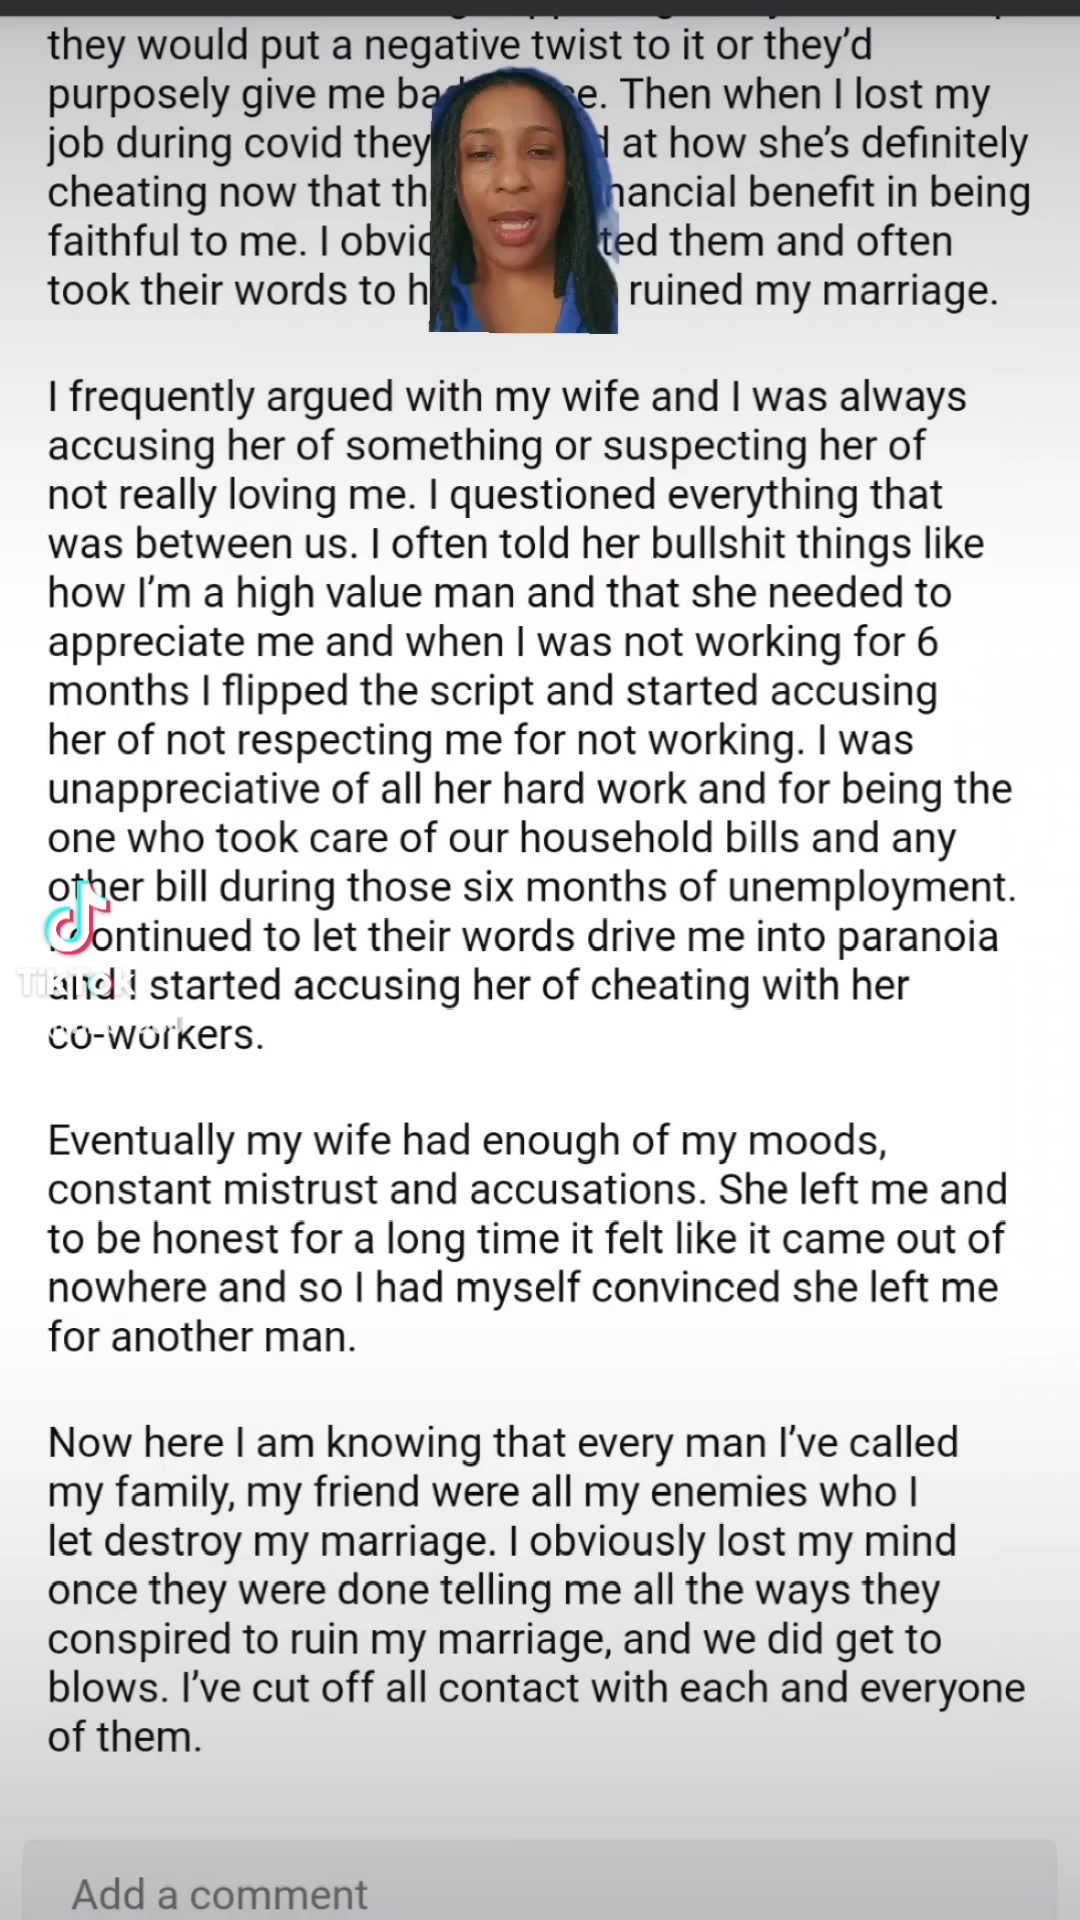 they would put a negative twist to it or they'd
purposely give me e. Then when I lost my
job during covid they at how she's definitely
cheating now that benefit in being
faithful to me. I them and often
took their words to ruined my marriage.
I frequently argued with my wife and I was always
accusing her of something or suspecting her of
not really loving me. I questioned everything that
was between us. I often told her bullshit things like
how I'm a high value man and that she needed to
appreciate me and when I was not working for 6
months I flipped the script and started accusing
her of not respecting me for not working. I was
unappreciative of all her hard work and for being the
one who took care of our household bills and any
other bill during those six months of unemployment.
continued to let their words drive me into paranoia
and I started accusing her of cheating with her
co-workers.
TikTok
Eventually my wife had enough of my moods,
constant mistrust and accusations. She left me and
to be honest for a long time it felt like it came out of
nowhere and so I had myself convinced she left me
for another man.
Now here I am knowing that every man I've called
my family, my friend were all my enemies who I
let destroy my marriage. I obviously lost my mind
once they were done telling me all the ways they
conspired to ruin my marriage, and we did get to
blows. I've cut off all contact with each and everyone
of them.
Add a comment